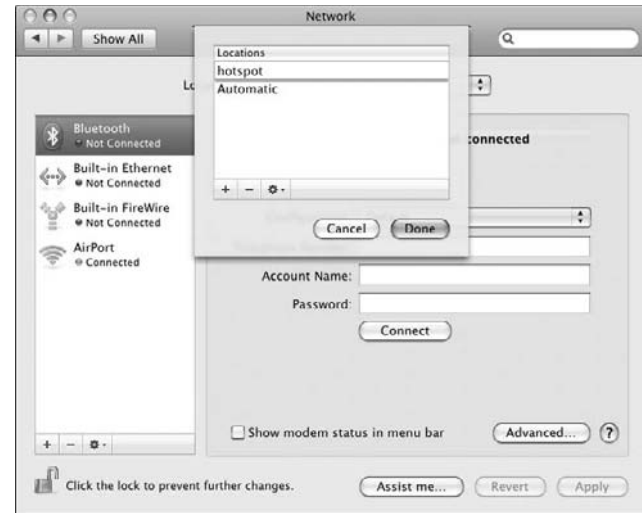 Network
Show All
Locations
hotspot
Automatic
+ − 
Cancel Done
Lo
Bluetooth
Not Connected
connected
Built-in Ethernet
Not Connected
Built-in FireWire
Not Connected
AirPort
Connected
Account Name:
Password:
Connect
Show modem status in menu bar
Advanced... ?
+ −
Click the lock to prevent further changes.
Assist me... Revert Apply